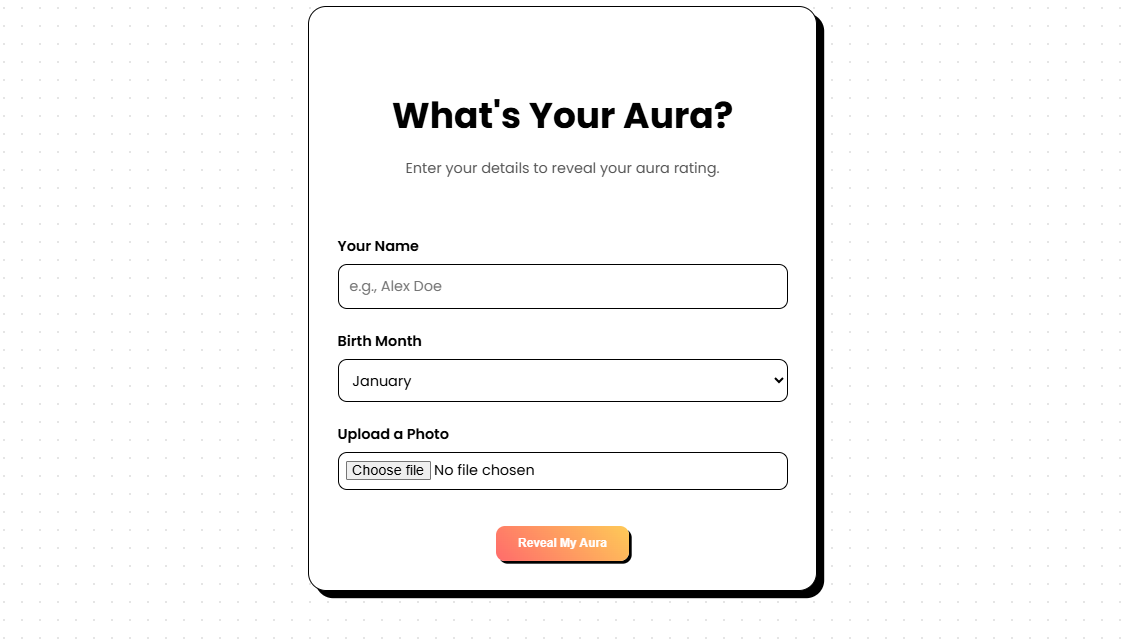 What's Your Aura?
Enter your details to reveal your aura rating.
Your Name
e.g., Alex Doe
Birth Month
January
Upload a Photo
Choose file No file chosen
Reveal My Aura